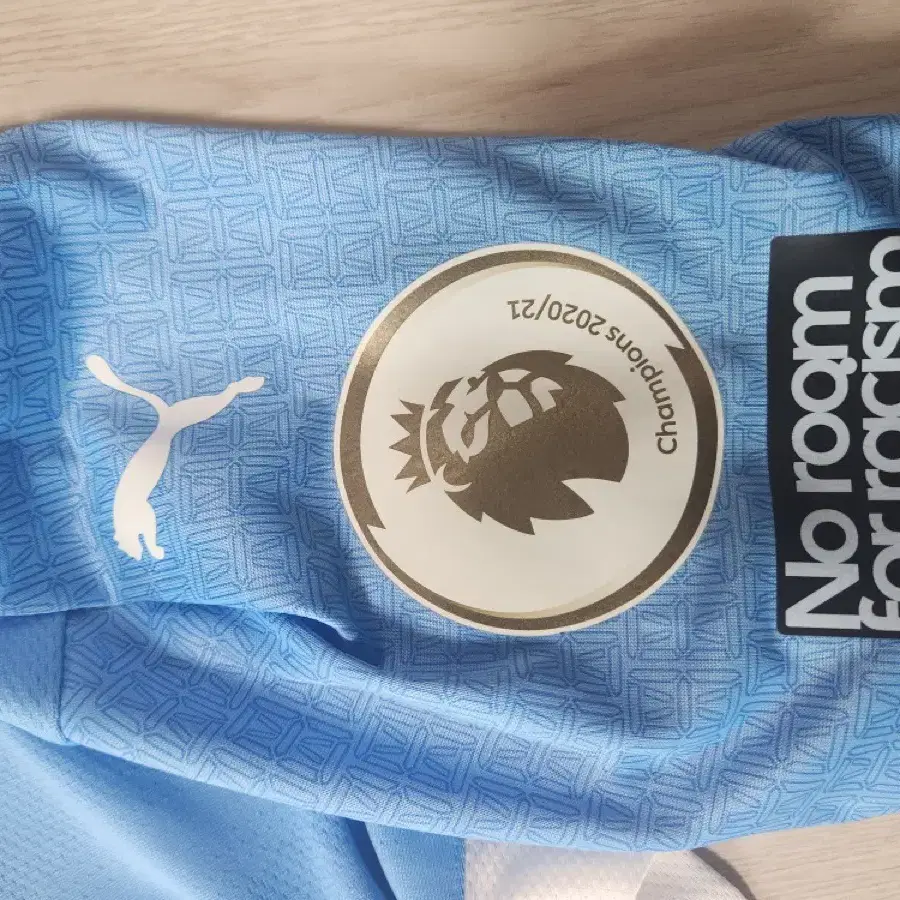 Champions 2020/21
No room
for racism